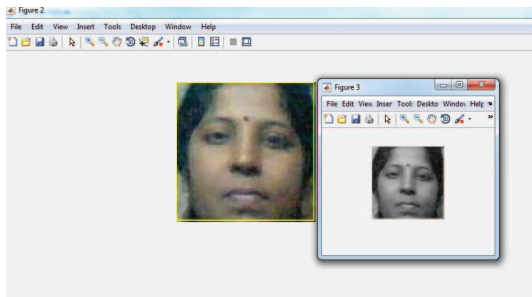 Figure 2
File Edit View Insert Tools Desktop Window Help
Figure 3
File Edit View Inser Tool: Deskto Windov Help